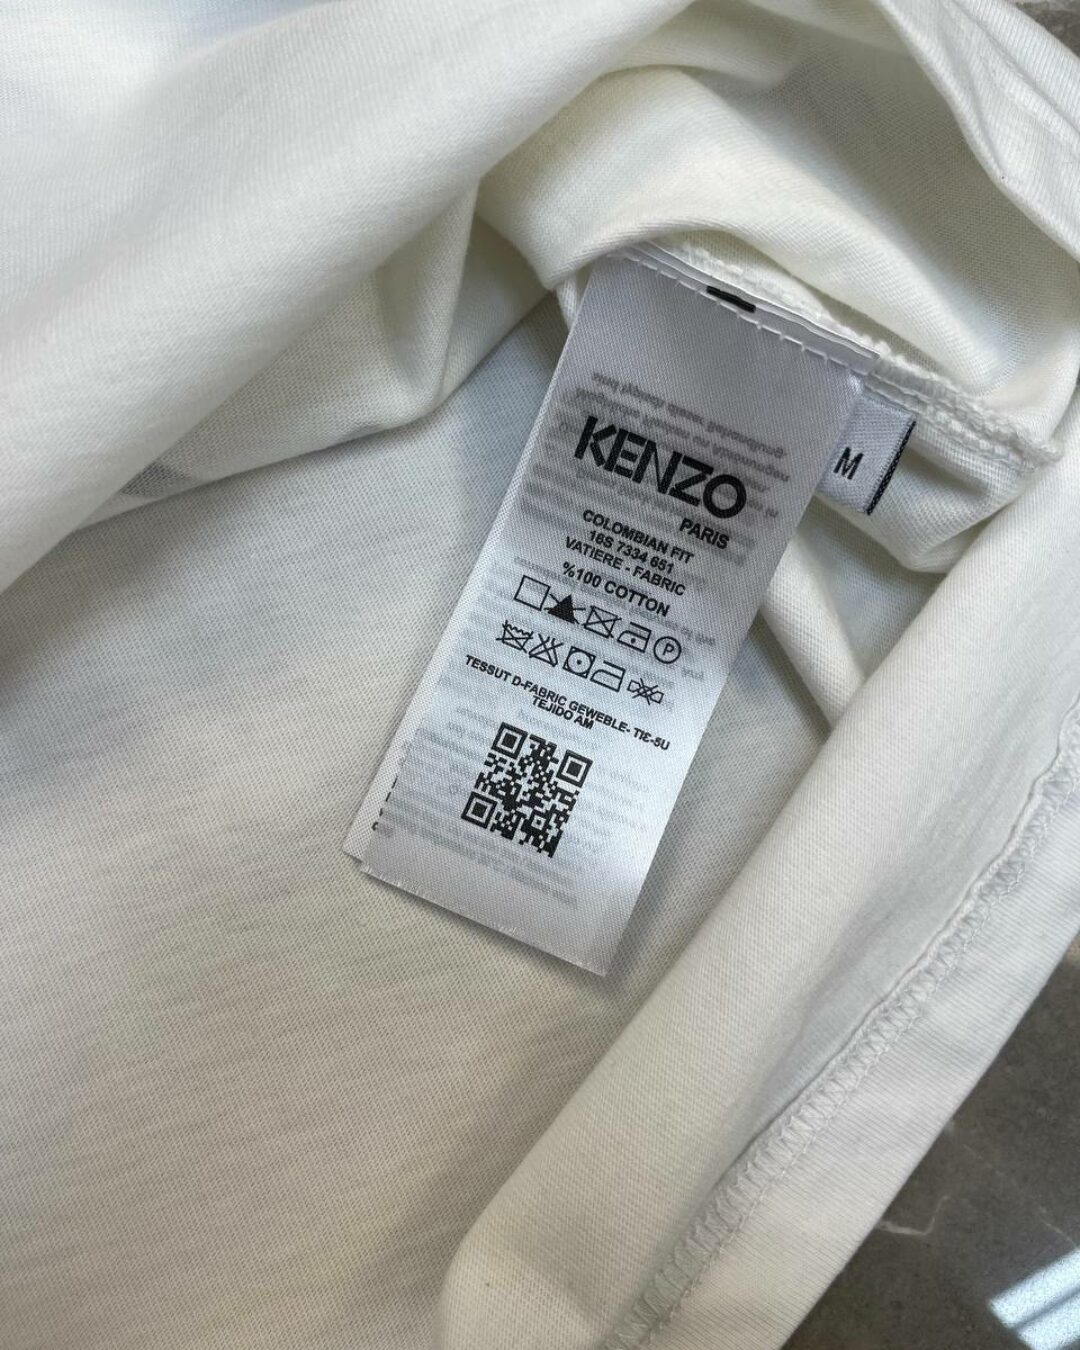 KENZO
PARIS
COLOMBIAN FIT
16S 7334 651
VATIERE - FABRIC
%100 COTTON
P
TESSUT D-FABRIC GEWEBLE- TIE-5U
TEJIDO AM
M